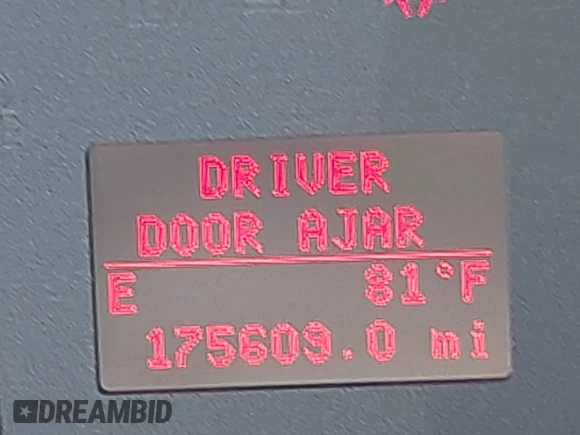 DRIVER
DOOR AJAR
E 81°F
175609.0 mi
DREAMBID